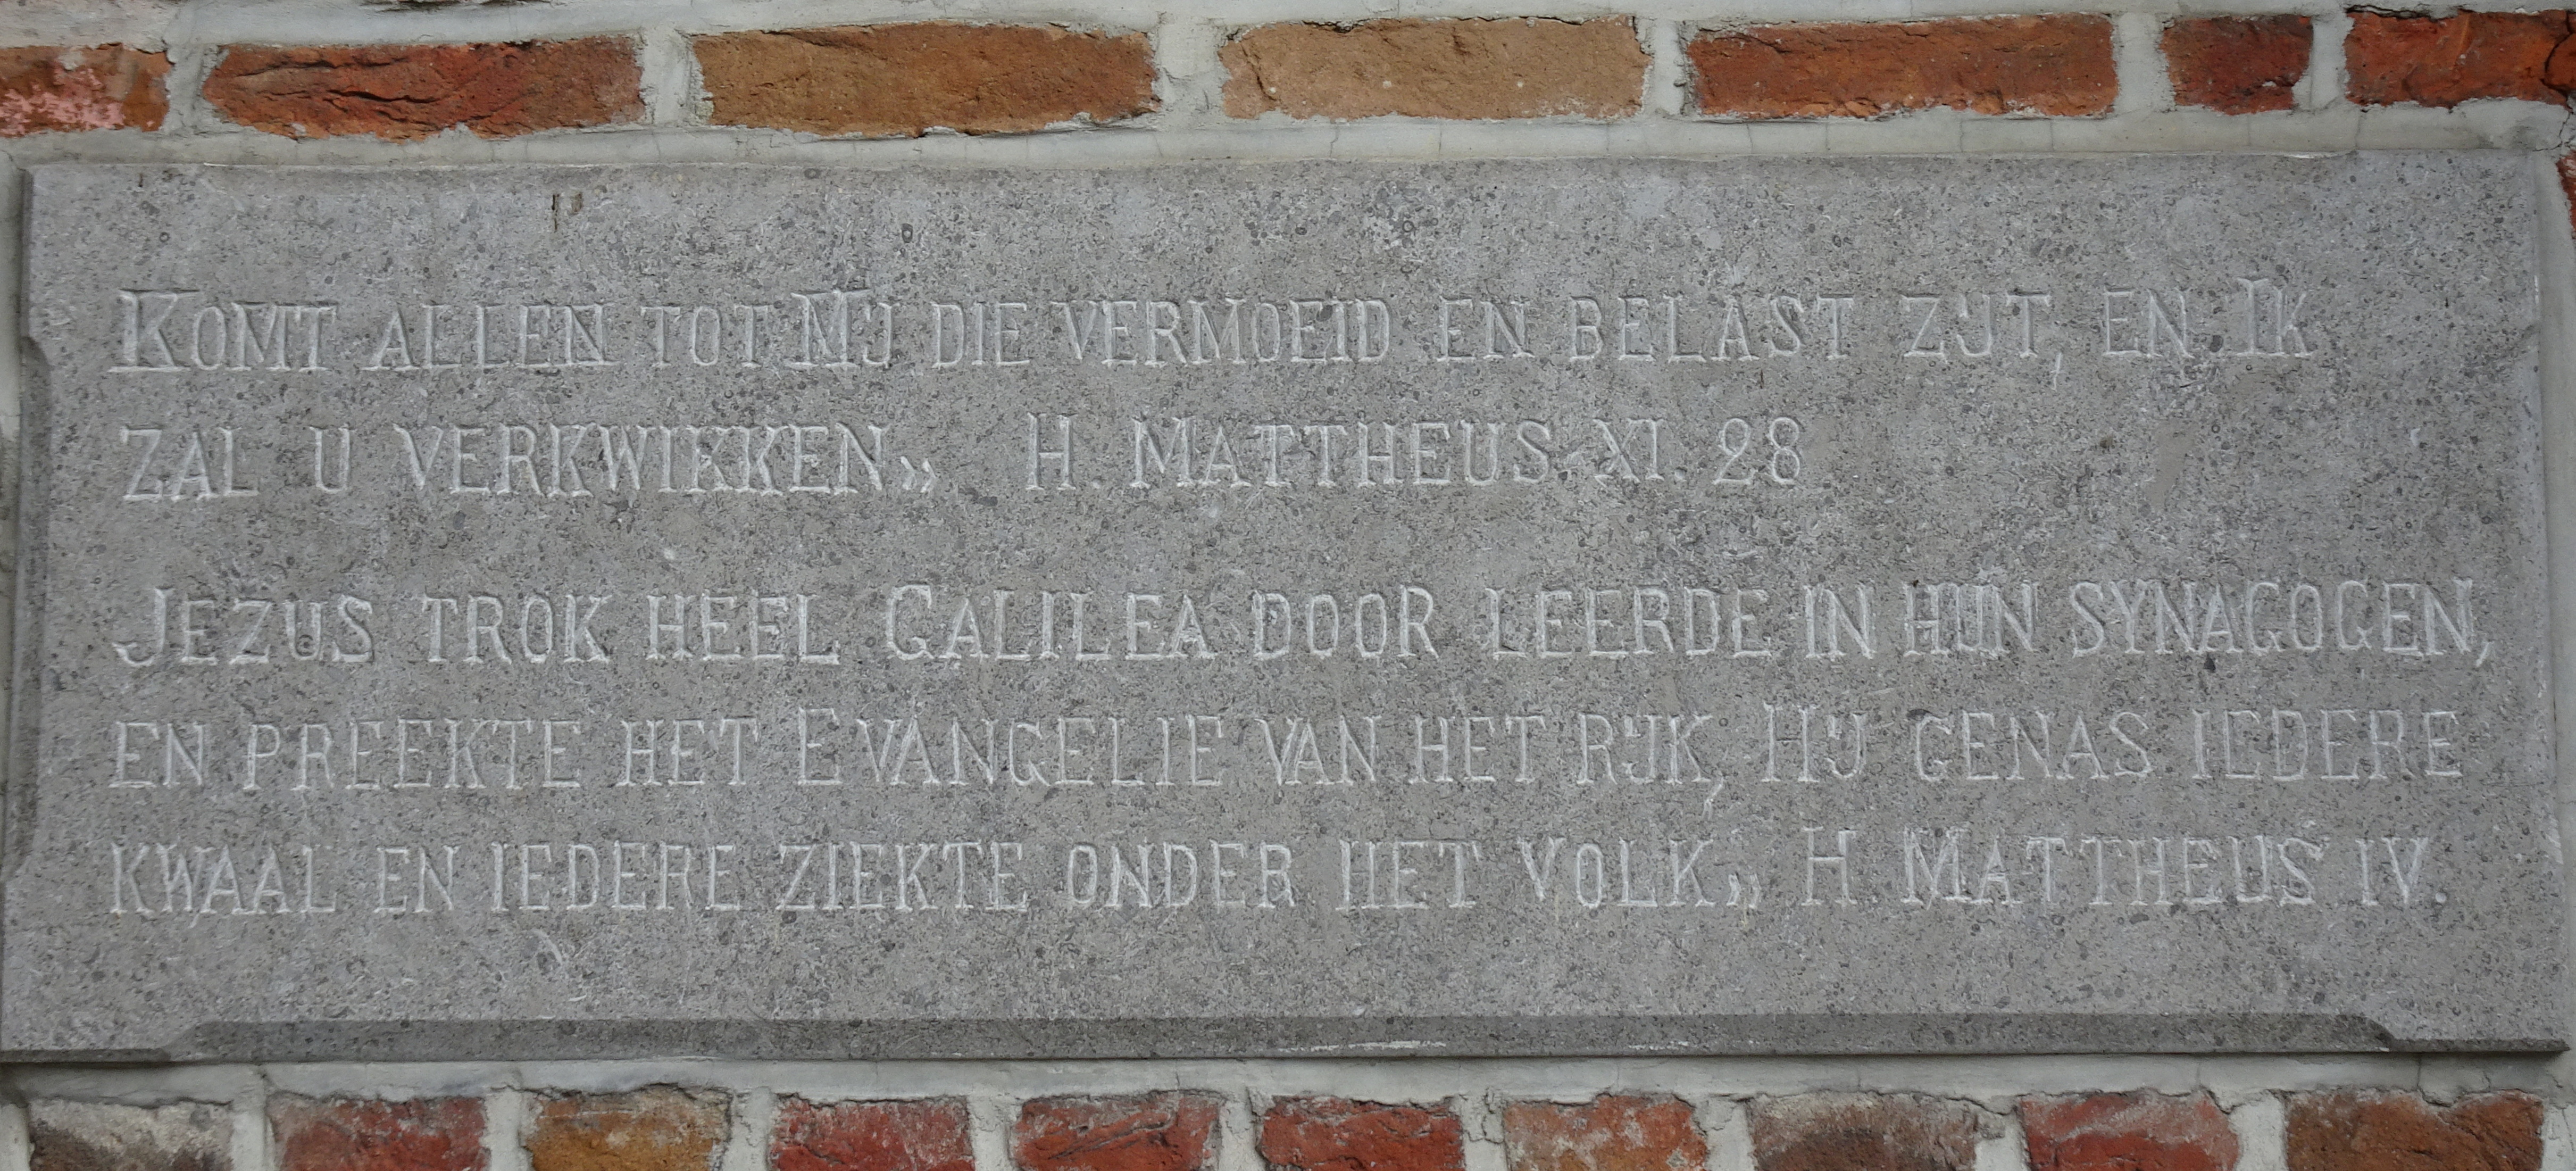 KOMT ALLEN TOT MIJ DIE VERMOEID EN BELAST ZIJT, EN IK
ZAL U VERKWIKKEN» H. MATTHEUS XI. 28
JEZUS TROK HEEL GALILEA DOOR LEERDE IN HUN SYNAGOGEN,
EN PREEKTE HET EVANGELIE VAN HET RIJK, HIJ GENAS IEDERE
KWAAL EN IEDERE ZIEKTE ONDER HET VOLK» H. MATTHEUS IV.